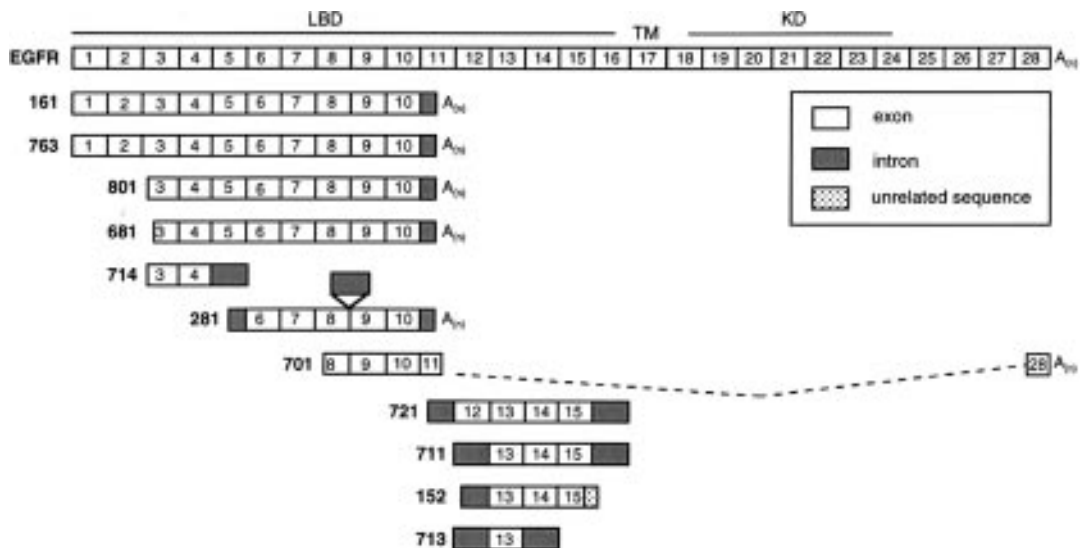 LBD TM KD
EGFR 1 2 3 4 5 6 7 8 9 10 11 12 13 14 15 16 17 18 19 20 21 22 23 24 25 26 27 28 A(n)
161 1 2 3 4 5 6 7 8 9 10 A(n)
exon
763 1 2 3 4 5 6 7 8 9 10 A(n)
intron
801 3 4 5 6 7 8 9 10 A(n)
unrelated sequence
681 3 4 5 6 7 8 9 10 A(n)
714 3 4
281 6 7 8 9 10 A(n)
701 8 9 10 11 28 A(n)
721 12 13 14 15
711 13 14 15
152 13 14 15
713 13